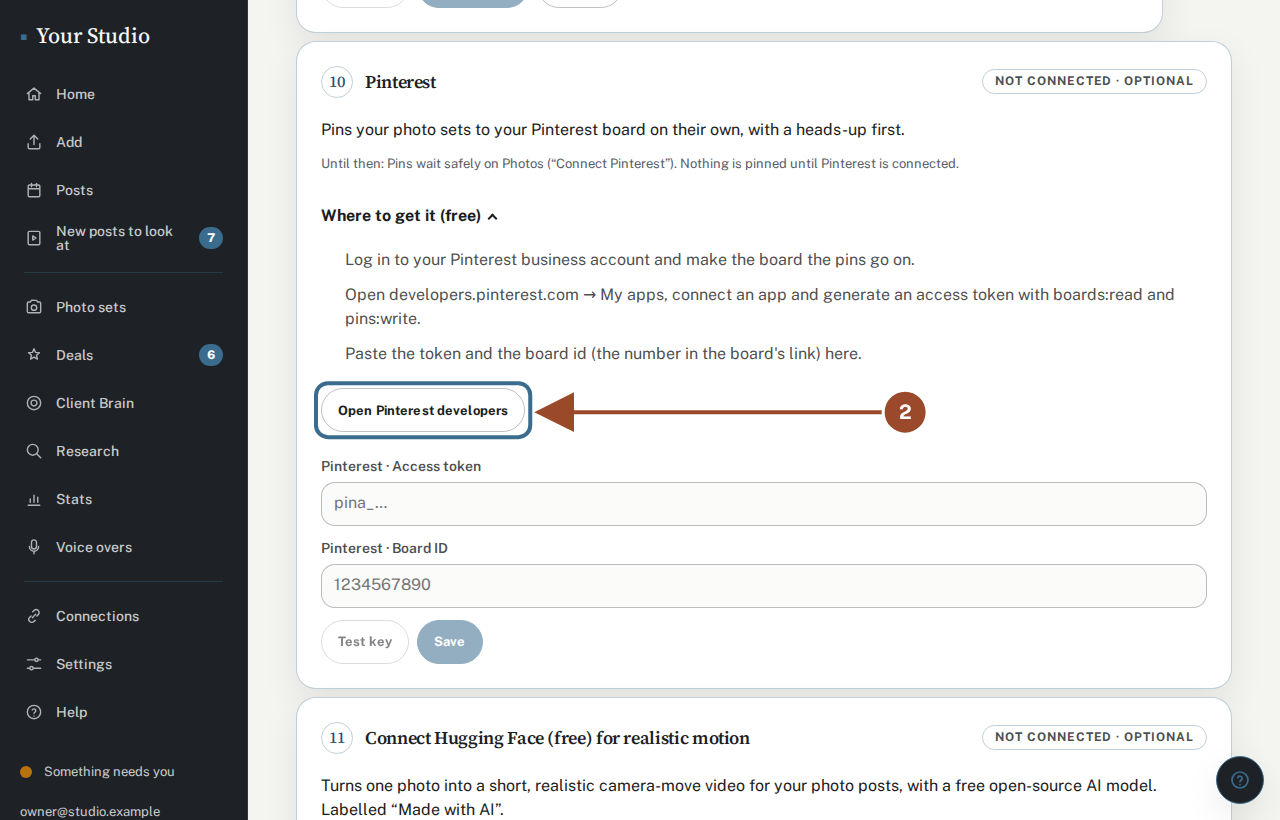 Your Studio
Home
Add
Posts
New posts to look
at
7
Photo sets
Deals
6
Client Brain
Research
Stats
Voice overs
Connections
Settings
Help
Something needs you
owner@studio.example
10
Pinterest
NOT CONNECTED · OPTIONAL
Pins your photo sets to your Pinterest board on their own, with a heads-up first.
Until then: Pins wait safely on Photos (“Connect Pinterest”). Nothing is pinned until Pinterest is connected.
Where to get it (free)
Log in to your Pinterest business account and make the board the pins go on.
Open developers.pinterest.com → My apps, connect an app and generate an access token with boards:read and
pins:write.
Paste the token and the board id (the number in the board's link) here.
Open Pinterest developers
2
Pinterest · Access token
pina_...
Pinterest · Board ID
1234567890
Test key
Save
11
Connect Hugging Face (free) for realistic motion
NOT CONNECTED · OPTIONAL
Turns one photo into a short, realistic camera-move video for your photo posts, with a free open-source AI model.
Labelled “Made with AI”.